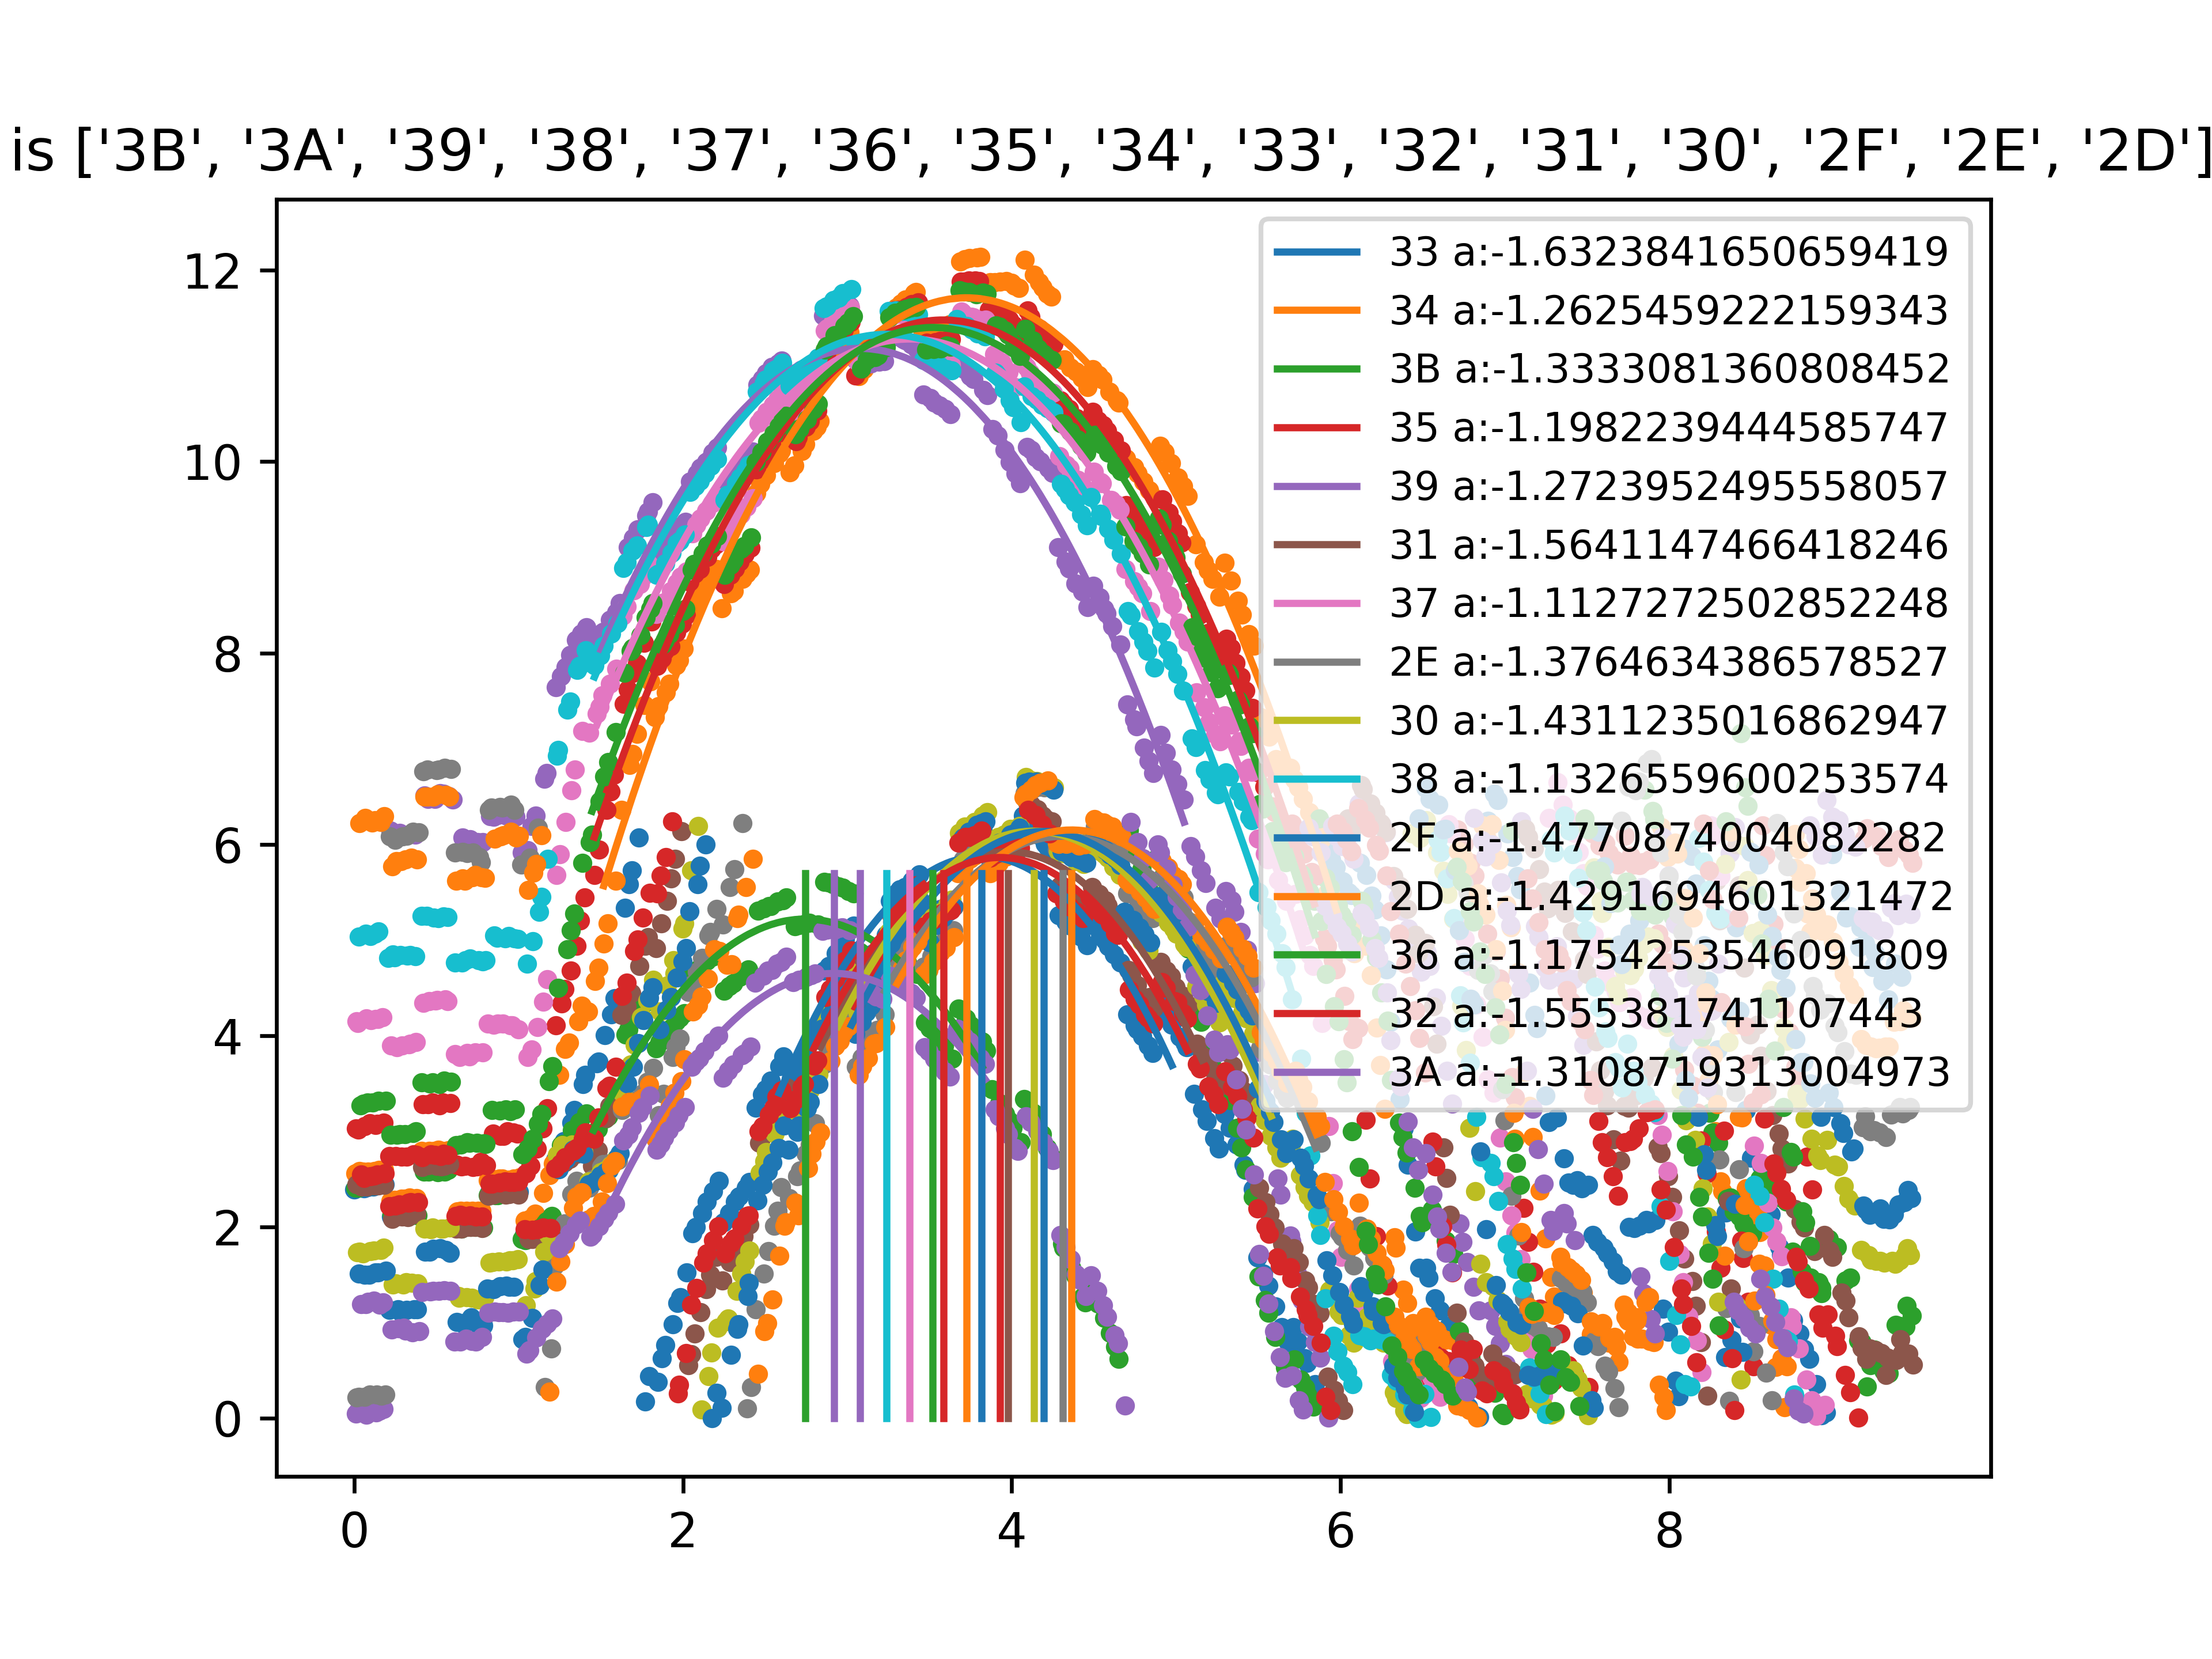 is ['3B', '3A', '39', '38', '37', '36', '35', '34', '33', '32', '31', '30', '2F', '2E', '2D']
33 a:-1.6323841650659419
34 a:-1.2625459222159343
3B a:-1.3333081360808452
35 a:-1.1982239444585747
39 a:-1.2723952495558057
31 a:-1.5641147466418246
37 a:-1.1127272502852248
2E a:-1.3764634386578527
30 a:-1.4311235016862947
38 a:-1.1326559600253574
2F a:-1.4770874004082282
2D a:-1.4291694601321472
36 a:-1.1754253546091809
32 a:-1.555381741107443
3A a:-1.3108719313004973
12
10
8
6
4
2
0
0 2 4 6 8